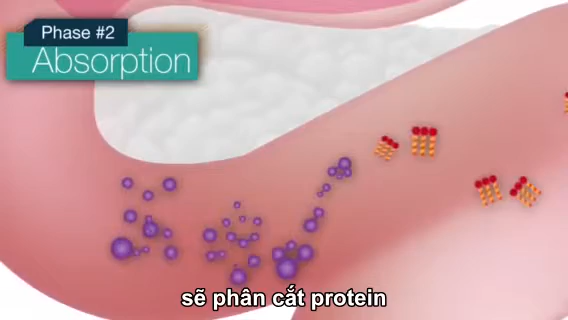 Phase #2
Absorption
sẽ phân cắt protein